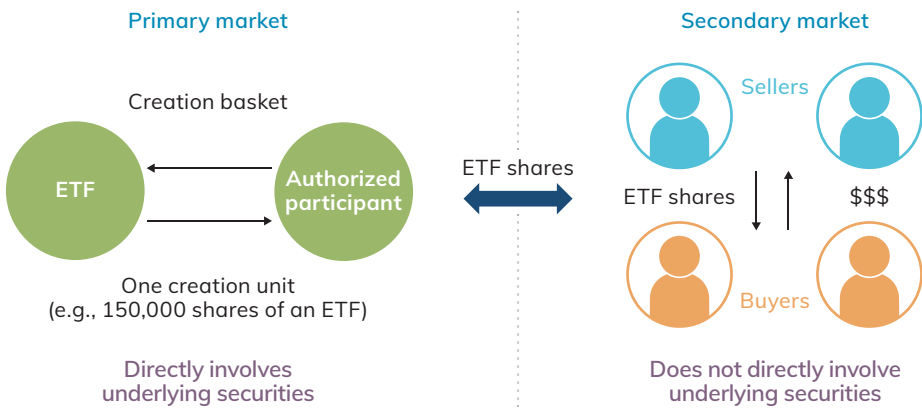 Primary market
Creation basket
ETF
Authorized
participant
One creation unit
(e.g., 150,000 shares of an ETF)
Directly involves
underlying securities
ETF shares
Secondary market
Sellers
ETF shares
$$$
Buyers
Does not directly involve
underlying securities